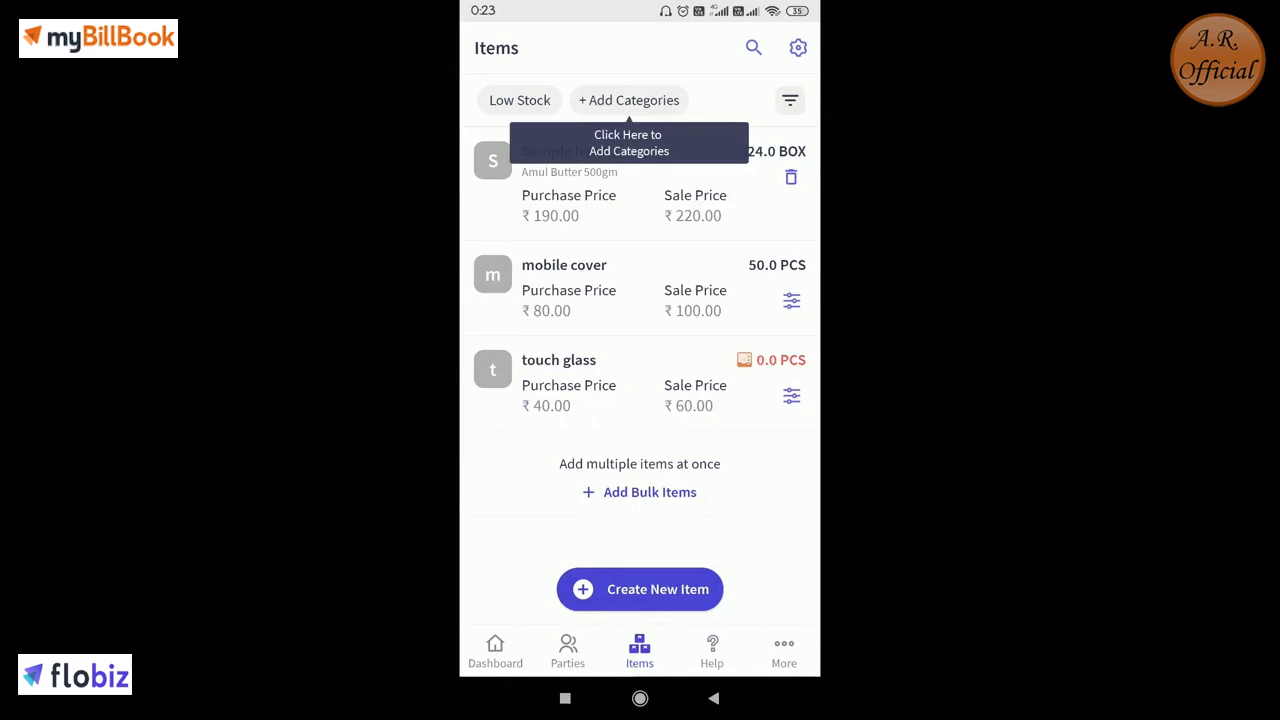 0:23
35
myBillBook
A.R.
Official
Items
Low Stock
+ Add Categories
Click Here to
Add Categories
S
24.0 BOX
Amul Butter 500gm
Purchase Price
Sale Price
₹ 190.00
₹ 220.00
m
mobile cover
50.0 PCS
Purchase Price
Sale Price
₹ 80.00
₹ 100.00
t
touch glass
0.0 PCS
Purchase Price
Sale Price
₹ 40.00
₹ 60.00
Add multiple items at once
+ Add Bulk Items
Create New Item
Dashboard
Parties
Items
Help
More
flobiz